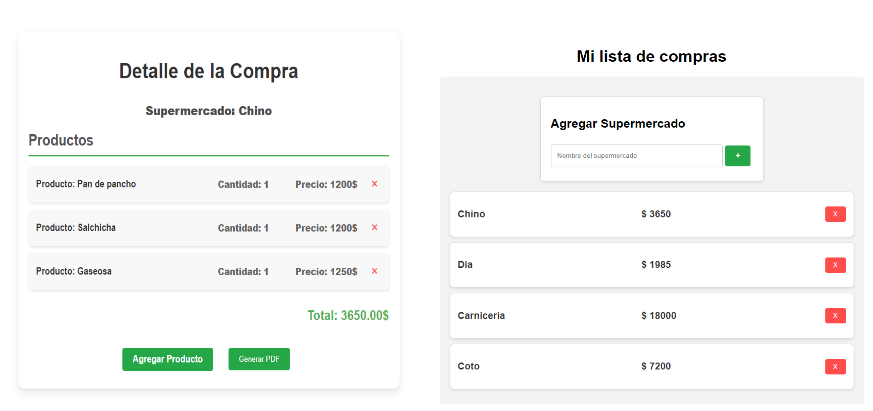 Detalle de la Compra
Supermercado: Chino
Productos
Producto: Pan de pancho Cantidad: 1 Precio: 1200$ X
Producto: Salchicha Cantidad: 1 Precio: 1200$ X
Producto: Gaseosa Cantidad: 1 Precio: 1250$ X
Total: 3650.00$
Agregar Producto Generar PDF
Mi lista de compras
Agregar Supermercado
Nombre del supermercado +
Chino $ 3650 X
Dia $ 1985 X
Carniceria $ 18000 X
Coto $ 7200 X